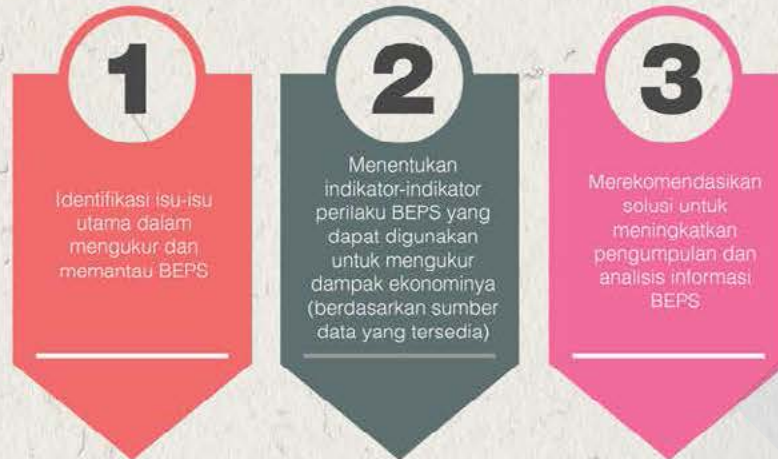 1
Identifikasi isu-isu
utama dalam
mengukur dan
memantau BEPS
2
Menentukan
indikator-indikator
perilaku BEPS yang
dapat digunakan
untuk mengukur
dampak ekonominya
(berdasarkan sumber
data yang tersedia)
3
Merekomendasikan
solusi untuk
meningkatkan
pengumpulan dan
analisis informasi
BEPS